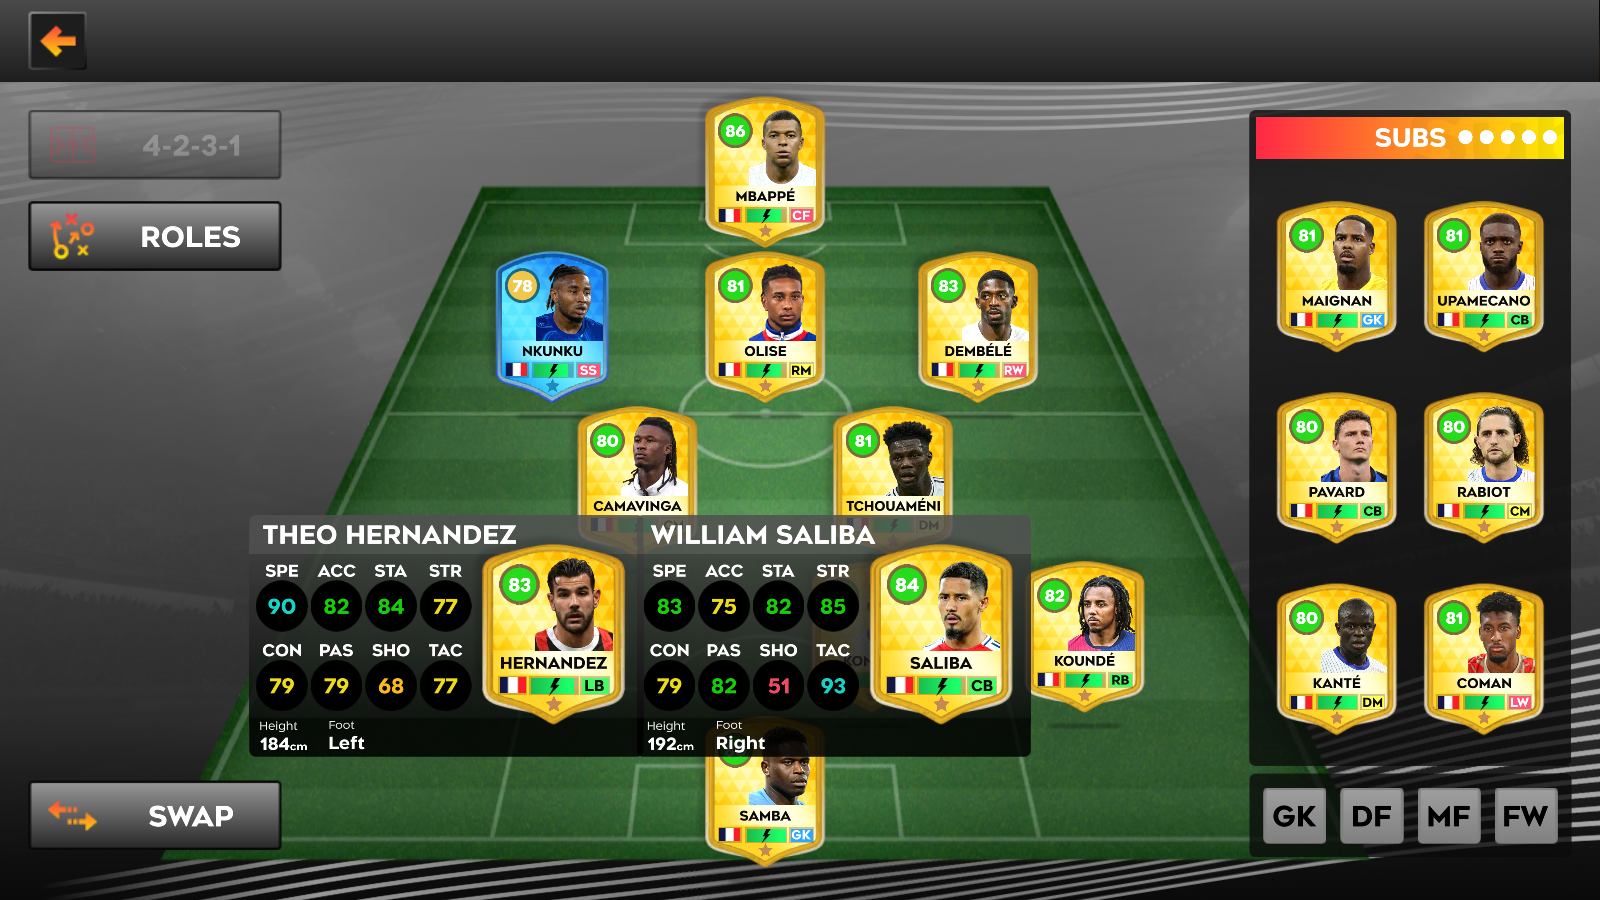 4-2-3-1
ROLES
86
MBAPPÉ
CF
78
NKUNKU
SS
81
OLISE
RM
83
DEMBÉLÉ
RW
80
CAMAVINGA
CM
81
TCHOUAMÉNI
DM
THEO HERNANDEZ
SPE ACC STA STR
90 82 84 77
CON PAS SHO TAC
79 79 68 77
Height Foot
184cm Left
83
HERNANDEZ
LB
WILLIAM SALIBA
SPE ACC STA STR
83 75 82 85
CON PAS SHO TAC
79 82 51 93
Height Foot
192cm Right
84
SALIBA
CB
KON
82
KOUNDÉ
RB
SAMBA
GK
SWAP
SUBS
81
MAIGNAN
GK
81
UPAMECANO
CB
80
PAVARD
CB
80
RABIOT
CM
80
KANTÉ
DM
81
COMAN
LW
GK DF MF FW